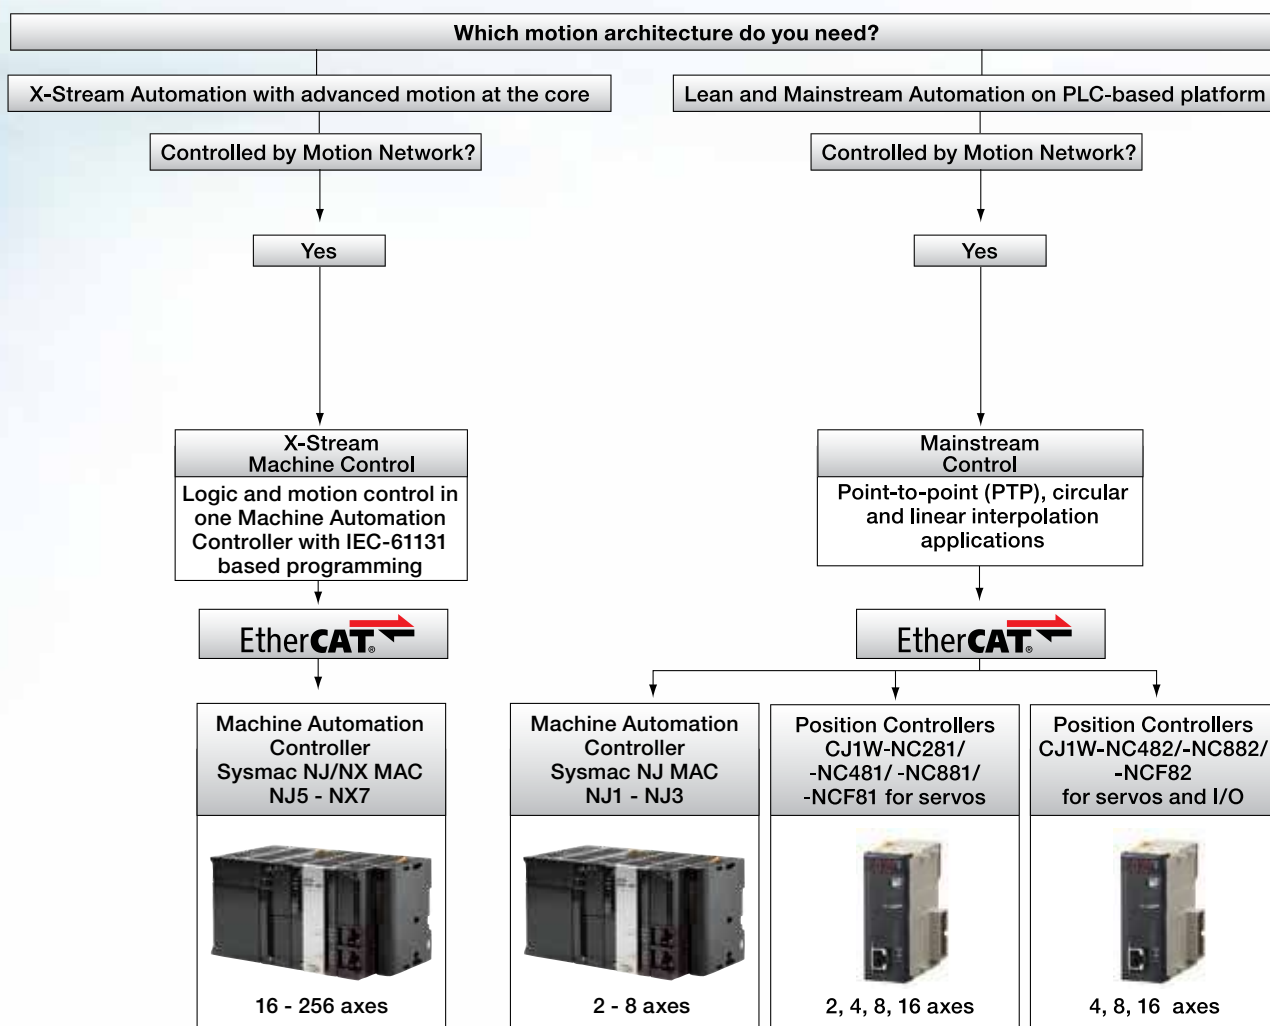 Which motion architecture do you need?
X-Stream Automation with advanced motion at the core
Lean and Mainstream Automation on PLC-based platform
Controlled by Motion Network?
Controlled by Motion Network?
Yes
Yes
X-Stream
Machine Control
Logic and motion control in
one Machine Automation
Controller with IEC-61131
based programming
Mainstream
Control
Point-to-point (PTP), circular
and linear interpolation
applications
EtherCAT®
EtherCAT®
Machine Automation
Controller
Sysmac NJ/NX MAC
NJ5 - NX7
16 - 256 axes
Machine Automation
Controller
Sysmac NJ MAC
NJ1 - NJ3
2 - 8 axes
Position Controllers
CJ1W-NC281/
-NC481/ -NC881/
-NCF81 for servos
2, 4, 8, 16 axes
Position Controllers
CJ1W-NC482/-NC882/
-NCF82
for servos and I/O
4, 8, 16 axes